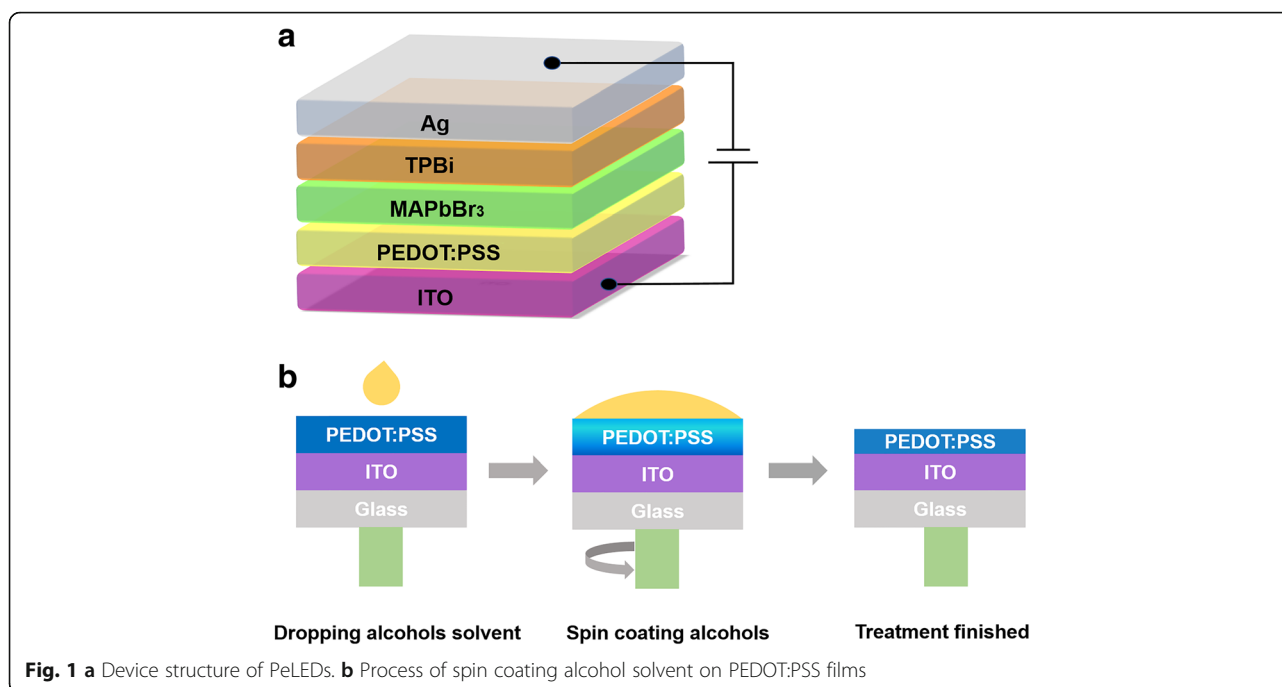 a
Ag
TPBi
MAPbBr₃
PEDOT:PSS
ITO
b
PEDOT:PSS
ITO
Glass
PEDOT:PSS
ITO
Glass
PEDOT:PSS
ITO
Glass
Dropping alcohols solvent
Spin coating alcohols
Treatment finished
Fig. 1 a Device structure of PeLEDs. b Process of spin coating alcohol solvent on PEDOT:PSS films